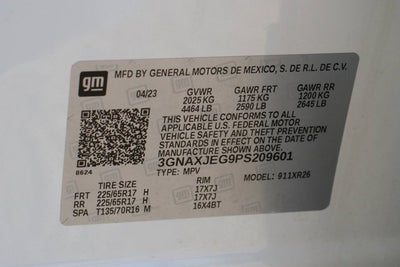 gm
MFD BY GENERAL MOTORS DE MEXICO, S. DE R.L. DE C.V.
04/23 GVWR GAWR FRT GAWR RR
2025 KG 1175 KG 1200 KG
4464 LB 2590 LB 2645 LB
THIS VEHICLE CONFORMS TO ALL
APPLICABLE U.S. FEDERAL MOTOR
VEHICLE SAFETY AND THEFT PREVENTION
STANDARDS IN EFFECT ON THE DATE OF
MANUFACTURE SHOWN ABOVE.
3GNAXJEG9PS209601
8624 TYPE: MPV MODEL: 911XR26
TIRE SIZE RIM
FRT 225/65R17 H 17X7J
RR 225/65R17 H 17X7J
SPA T135/70R16 M 16X4BT